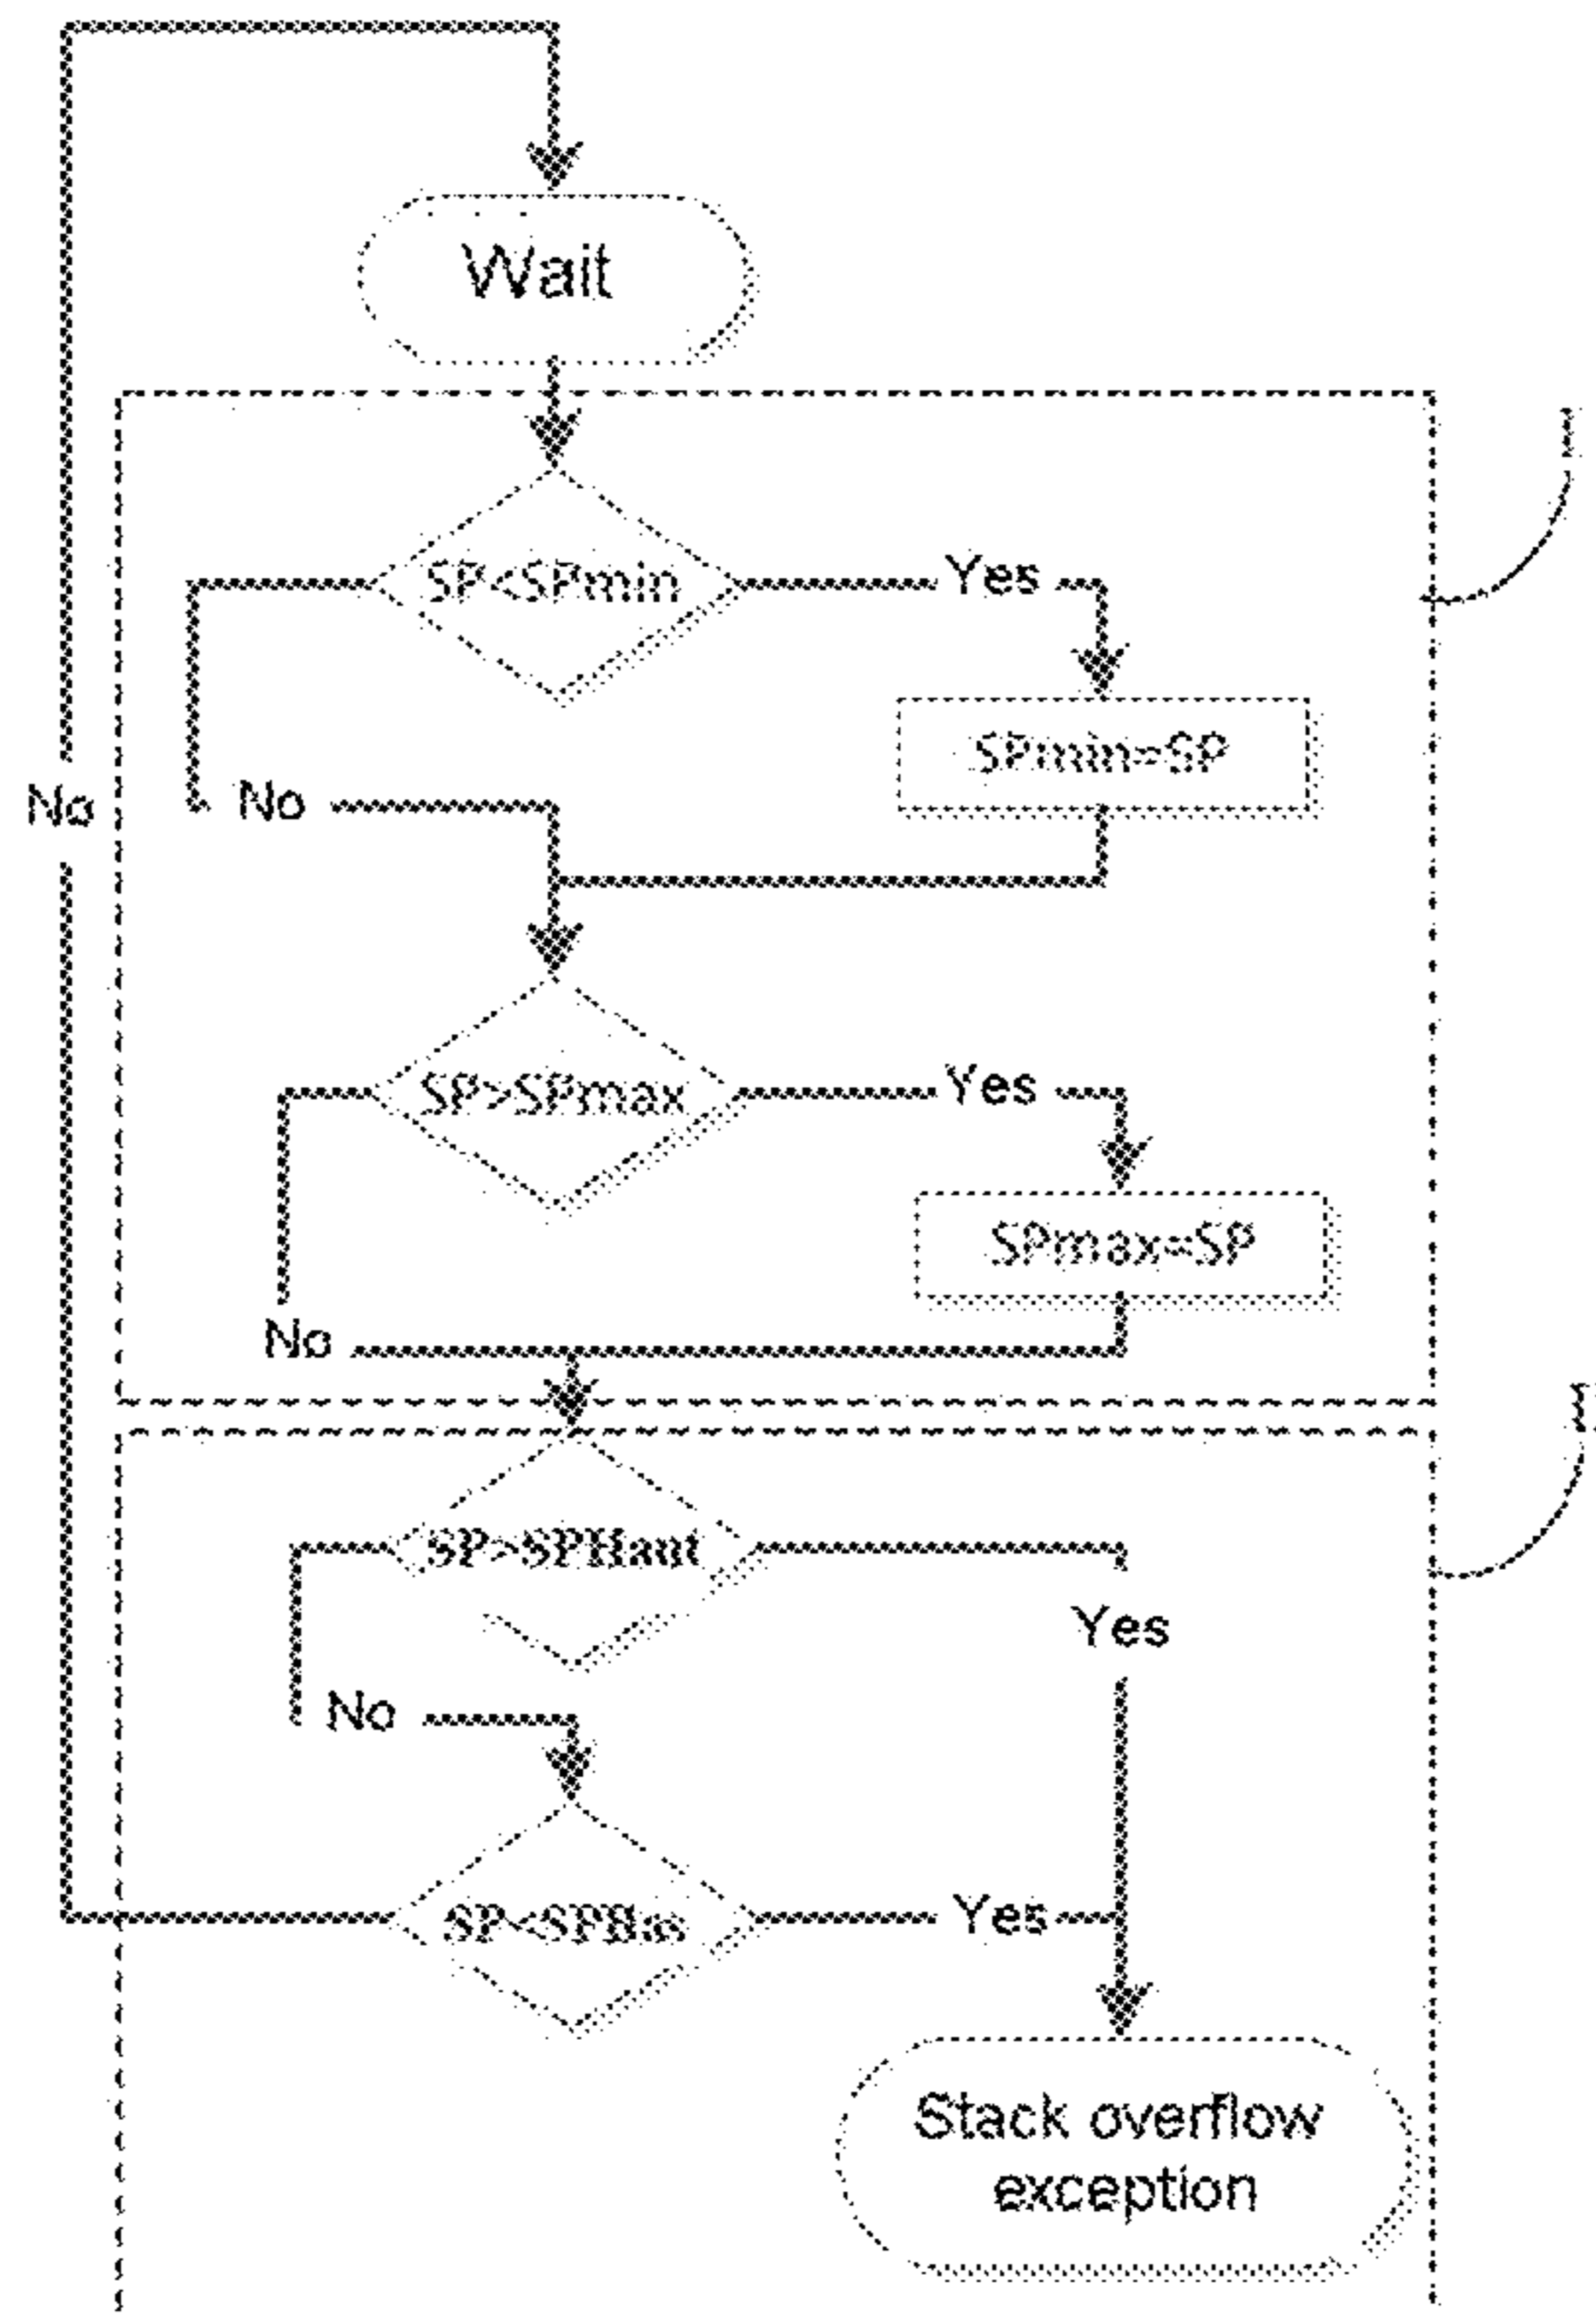 Wait
SP<SPmin
Yes
SPmin=SP
No
No
SP>SPmax
Yes
SPmax=SP
No
SP>SPHaut
Yes
No
SP<SPBas
Yes
Stack overflow
exception